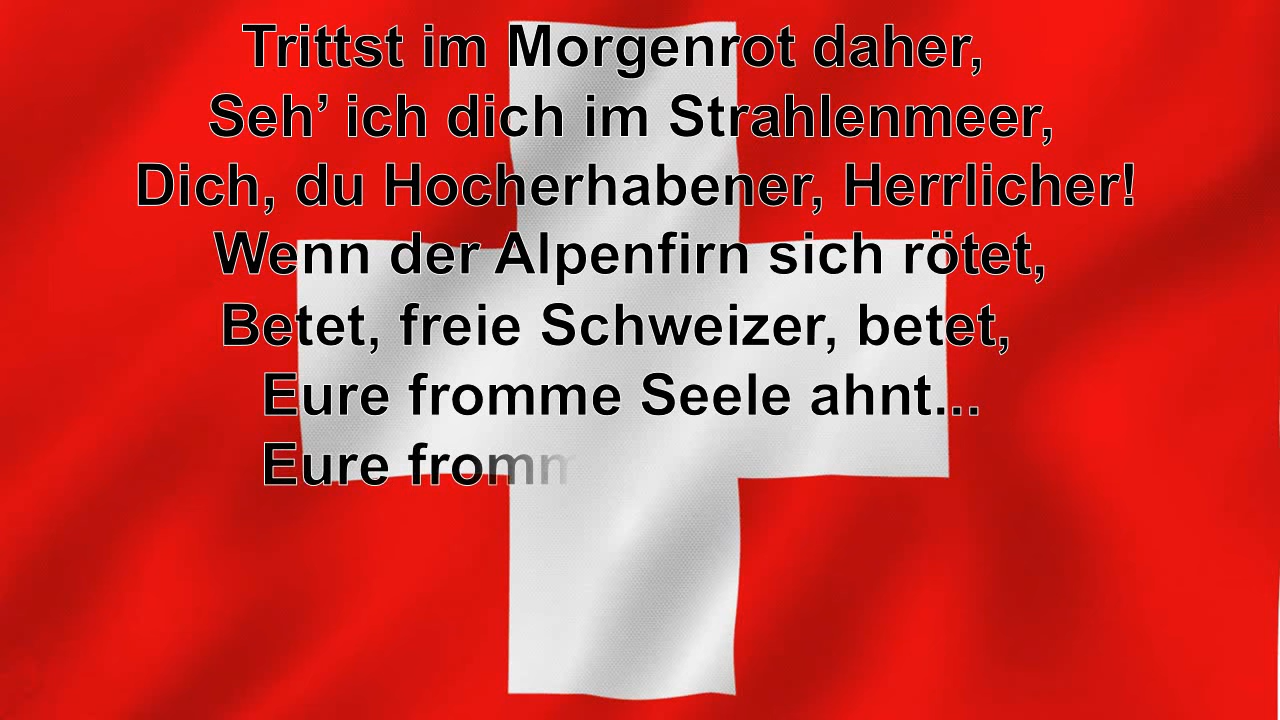 Trittst im Morgenrot daher,
Seh’ ich dich im Strahlenmeer,
Dich, du Hocherhabener, Herrlicher!
Wenn der Alpenfirn sich rötet,
Betet, freie Schweizer, betet,
Eure fromme Seele ahnt...
Eure fromm